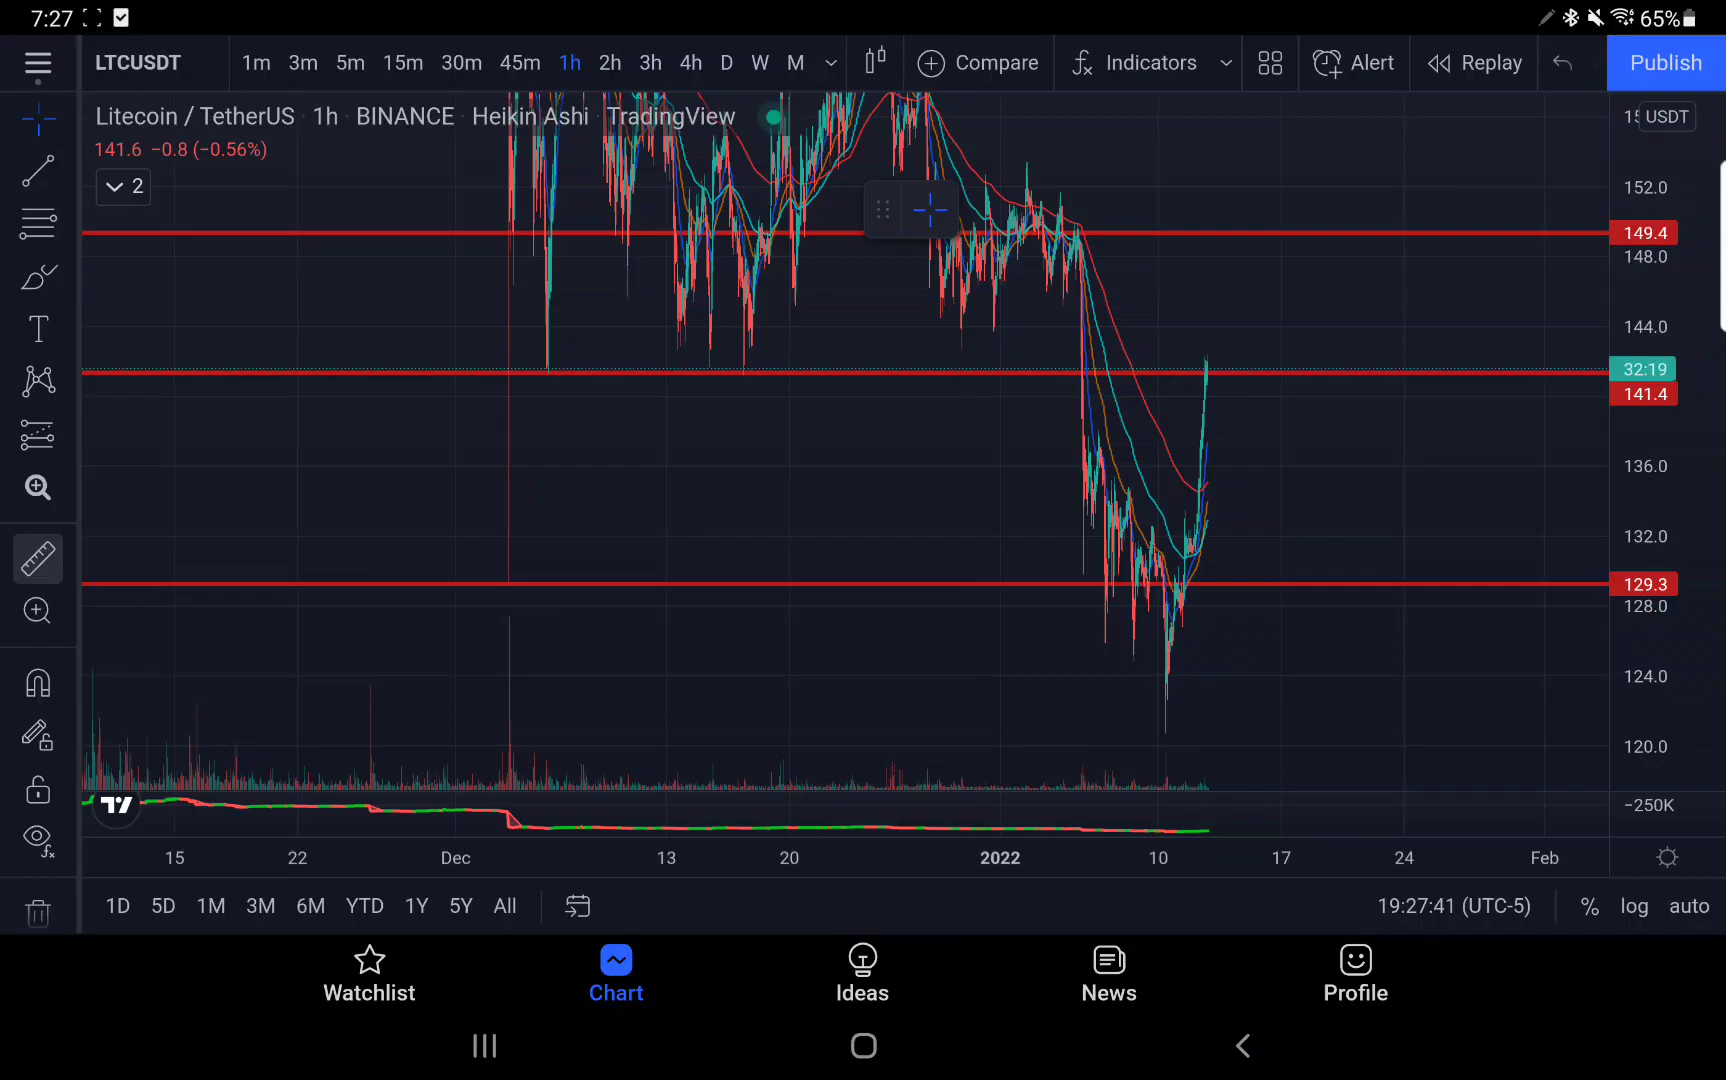 7:27
65%
LTCUSDT 1m 3m 5m 15m 30m 45m 1h 2h 3h 4h D W M Compare Indicators Alert Replay Publish
Litecoin / TetherUS · 1h · BINANCE · Heikin Ashi · TradingView
USDT
141.6 −0.8 (−0.56%)
2
152.0
149.4
148.0
144.0
32:19
141.4
136.0
132.0
129.3
128.0
124.0
120.0
−250K
15 22 Dec 13 20 2022 10 17 24 Feb
1D 5D 1M 3M 6M YTD 1Y 5Y All 19:27:41 (UTC-5) % log auto
Watchlist Chart Ideas News Profile